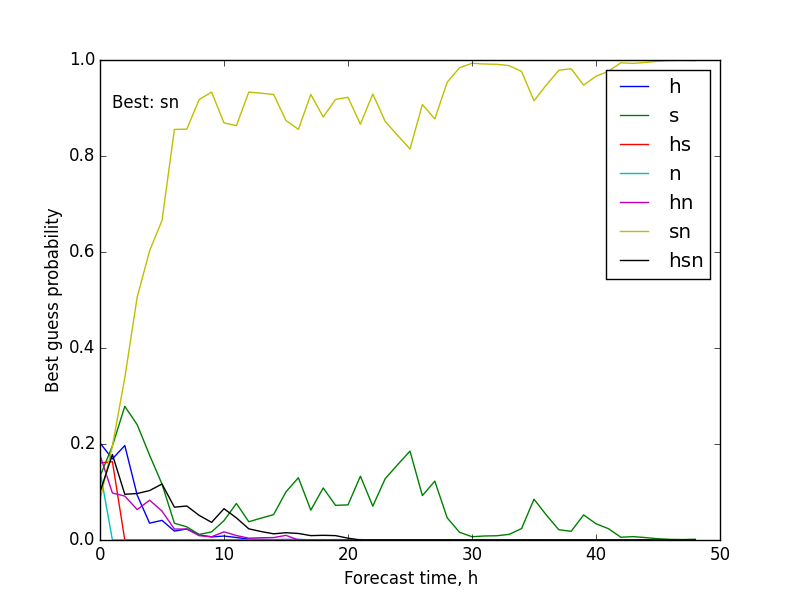 1.0
Best: sn
h
s
hs
n
hn
sn
hsn
0.8
0.6
0.4
0.2
0.0
Best guess probability
0 10 20 30 40 50
Forecast time, h